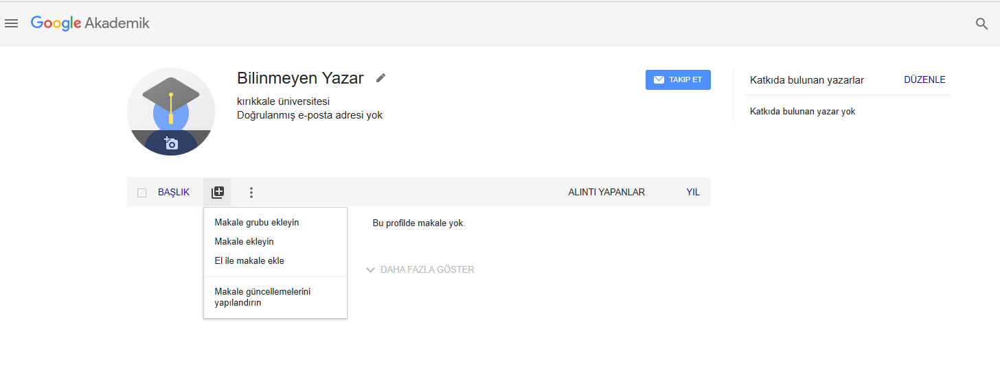 Google Akademik
Bilinmeyen Yazar
kırıkkale üniversitesi
Doğrulanmış e-posta adresi yok
TAKIP ET
Katkıda bulunan yazarlar
DÜZENLE
Katkıda bulunan yazar yok
BAŞLIK
ALINTI YAPANLAR
YIL
Makale grubu ekleyin
Makale ekleyin
El ile makale ekle
Makale güncellemelerini
yapılandırın
Bu profilde makale yok.
DAHA FAZLA GÖSTER